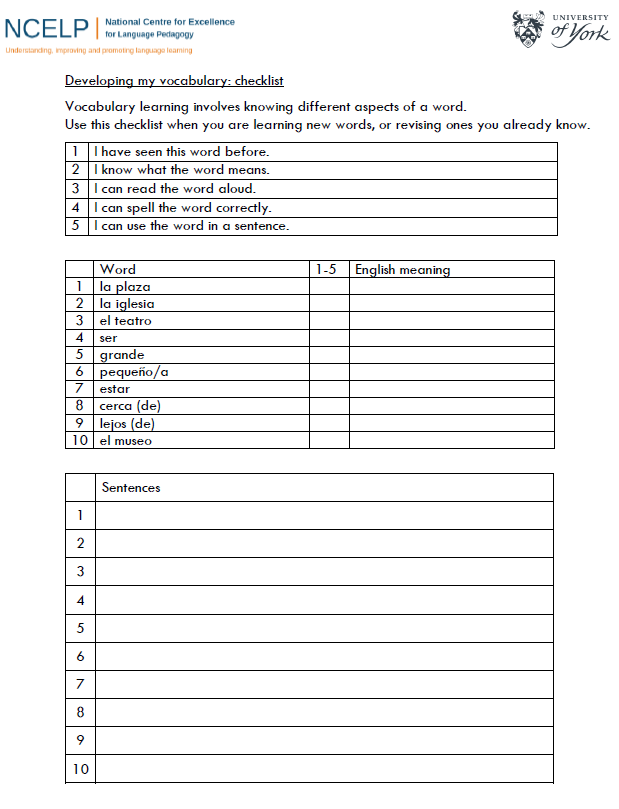 NCELP
National Centre for Excellence
for Language Pedagogy
Understanding, improving and promoting language learning
UNIVERSITY
of York
Developing my vocabulary: checklist
Vocabulary learning involves knowing different aspects of a word.
Use this checklist when you are learning new words, or revising ones you already know.
1 I have seen this word before.
2 I know what the word means.
3 I can read the word aloud.
4 I can spell the word correctly.
5 I can use the word in a sentence.
Word 1-5 English meaning
1 la plaza
2 la iglesia
3 el teatro
4 ser
5 grande
6 pequeño/a
7 estar
8 cerca (de)
9 lejos (de)
10 el museo
Sentences
1
2
3
4
5
6
7
8
9
10